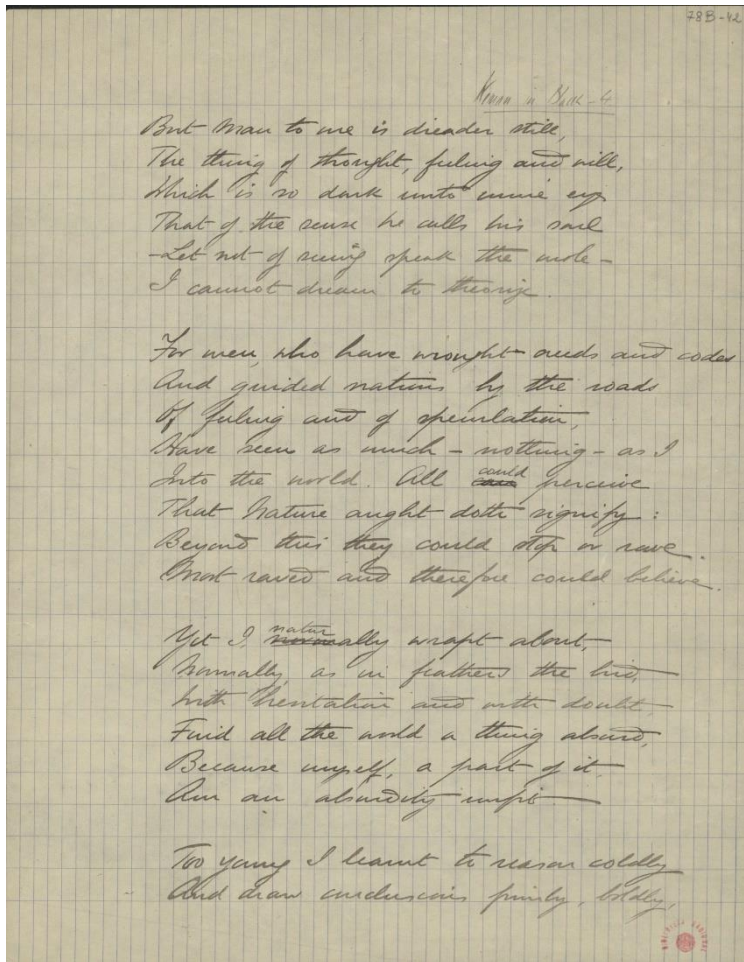 78B-42
Woman in Black - 4
But Man to me is dreader still,
The thing of thought, feeling and will,
Which is so dark unto mine eye
That of the sense he calls his soul
- Let not of seeing speak the mole -
I cannot dream to theorize.
For men, who have wrought creeds and codes
And guided nations by the roads
Of feeling and of speculation,
Have seen as much - nothing - as I
Into the world. All could perceive
That Nature aught doth signify:
Beyond this they could stop or rave.
Most raved and therefore could believe.
Yet I, naturally wrapt about,
Normally, as in feathers the bird,
With hesitation and with doubt,
Find all the world a thing absurd,
Because myself, a part of it
Am an absurdity unfit
Too young I learnt to reason coldly
And draw conclusions firmly, boldly,